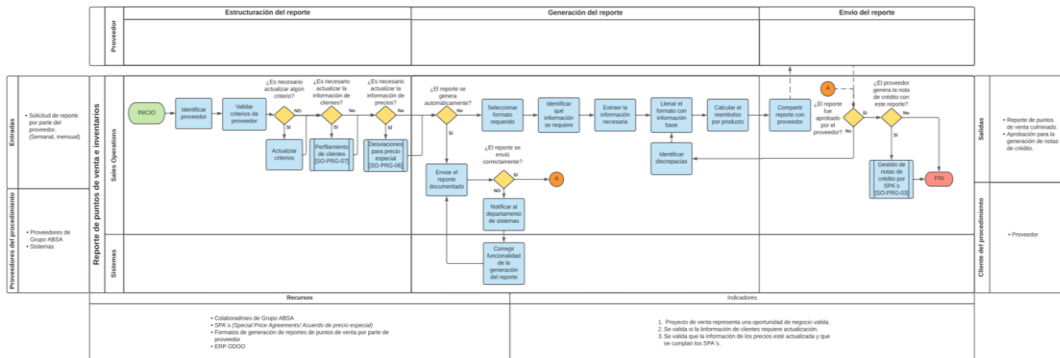 Estructuración del reporte
Generación del reporte
Envío del reporte
Proveedor
Entradas
• Solicitud de reporte
por parte del
proveedor.
(Semanal, mensual)
Proveedores del procedimiento
• Proveedores de
Grupo ABSA
• Sistemas
Reporte de puntos de venta e inventarios
Sales Operations
Sistemas
INICIO
Identificar
proveedor
Validar
criterios de
proveedor
¿Es necesario
actualizar algún
criterio?
NO
SI
Actualizar
criterios
¿Es necesario
actualizar la
información de
clientes?
No
SI
Perfilamiento
de clientes
[SO-PRG-07]
¿Es necesario
actualizar la
información de
precios?
No
SI
Desviaciones
para precio
especial
[SO-PRG-06]
¿El reporte se
genera
automáticamente?
No
SI
Seleccionar
formato
requerido
Identificar
qué
información
se requiere
Extraer la
información
necesaria
Llenar el
formato con
información
base
Calcular el
reembolso
por producto
Identificar
discrepacias
Enviar el
reporte
documentado
¿El reporte se
envió
correctamente?
SI
NO
A
Notificar al
departamento
de sistemas
Corregir
funcionalidad
de la
generación
del reporte
Compartir
reporte con
proveedor
A
¿El reporte
fue
aprobado
por el
proveedor?
Si
No
¿El proveedor
genera la nota
de crédito con
este reporte?
No
SI
Gestión de
notas de
crédito por
SPA´s
[SO-PRG-03]
FIN
Salidas
• Reporte de puntos
de venta culminado.
• Aprobación para la
generación de notas
de crédito.
Cliente del procedimiento
• Proveedor
Recursos
• Colaboradroes de Grupo ABSA
• SPA´s (Special Price Agreements/ Acuerdo de precio especial)
• Formatos de generación de reportes de puntos de venta por parte de
proveedor
• ERP ODOO
Indicadores
1. Proyecto de venta representa una oportunidad de negocio valida.
2. Se valida si la linformación de clientes requiere actualización.
3. Se valida que la información de los precios esté actualizada y que
se cumplan los SPA´s.